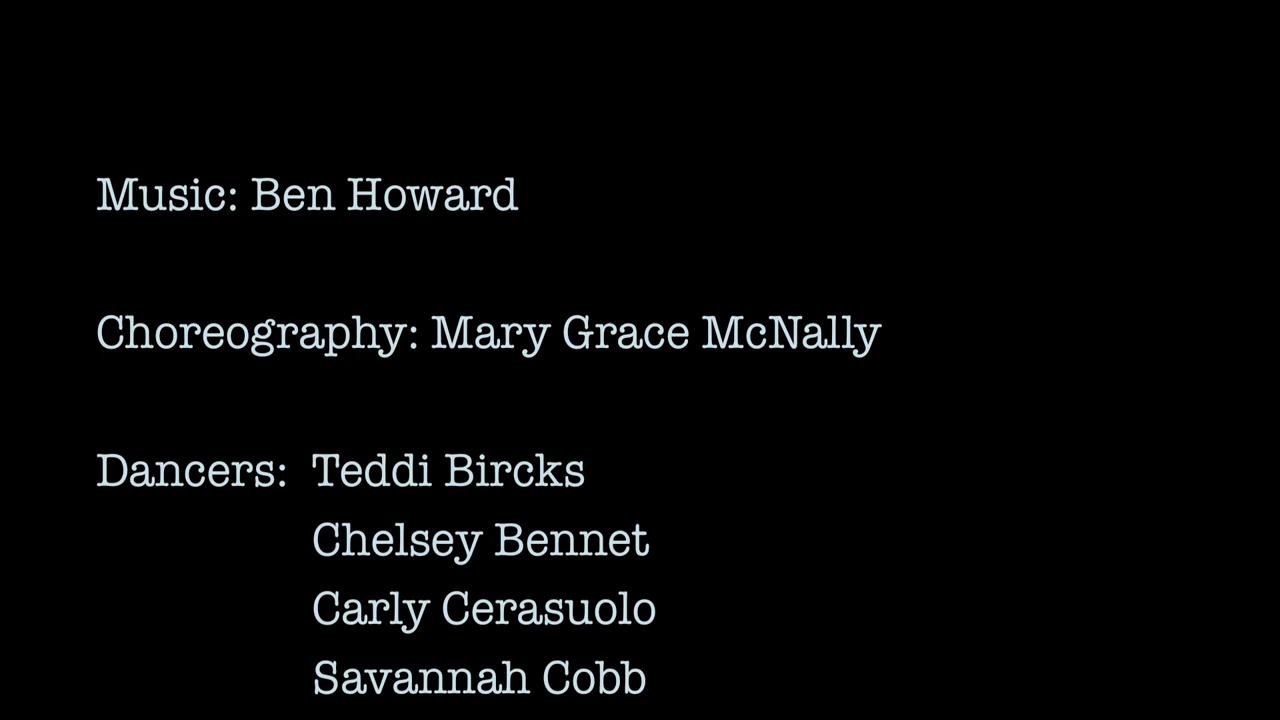 Music: Ben Howard
Choreography: Mary Grace McNally
Dancers: Teddi Bircks
Chelsey Bennet
Carly Cerasuolo
Savannah Cobb